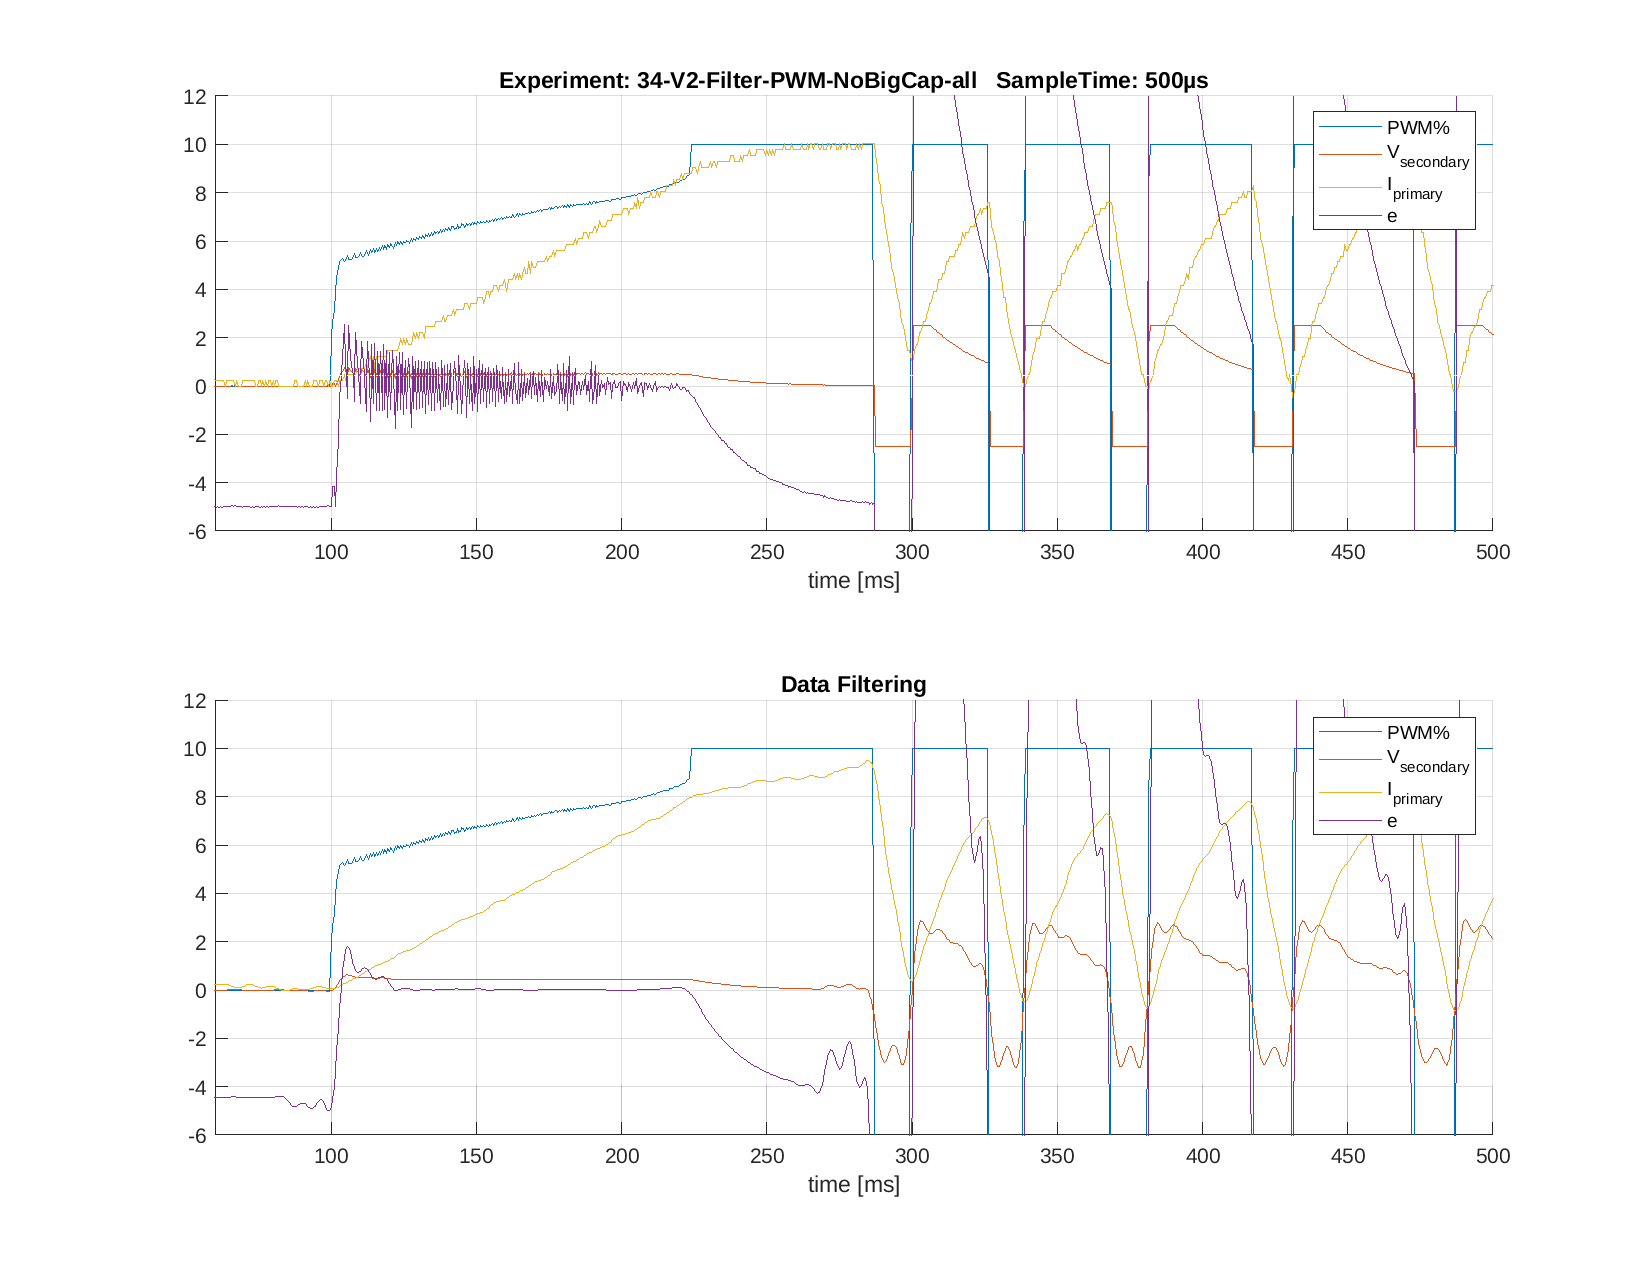 Experiment: 34-V2-Filter-PWM-NoBigCap-all   SampleTime: 500µs
12
10
8
6
4
2
0
-2
-4
-6
100 150 200 250 300 350 400 450 500
time [ms]
PWM%
Vsecondary
Iprimary
e
Data Filtering
12
10
8
6
4
2
0
-2
-4
-6
100 150 200 250 300 350 400 450 500
time [ms]
PWM%
Vsecondary
Iprimary
e